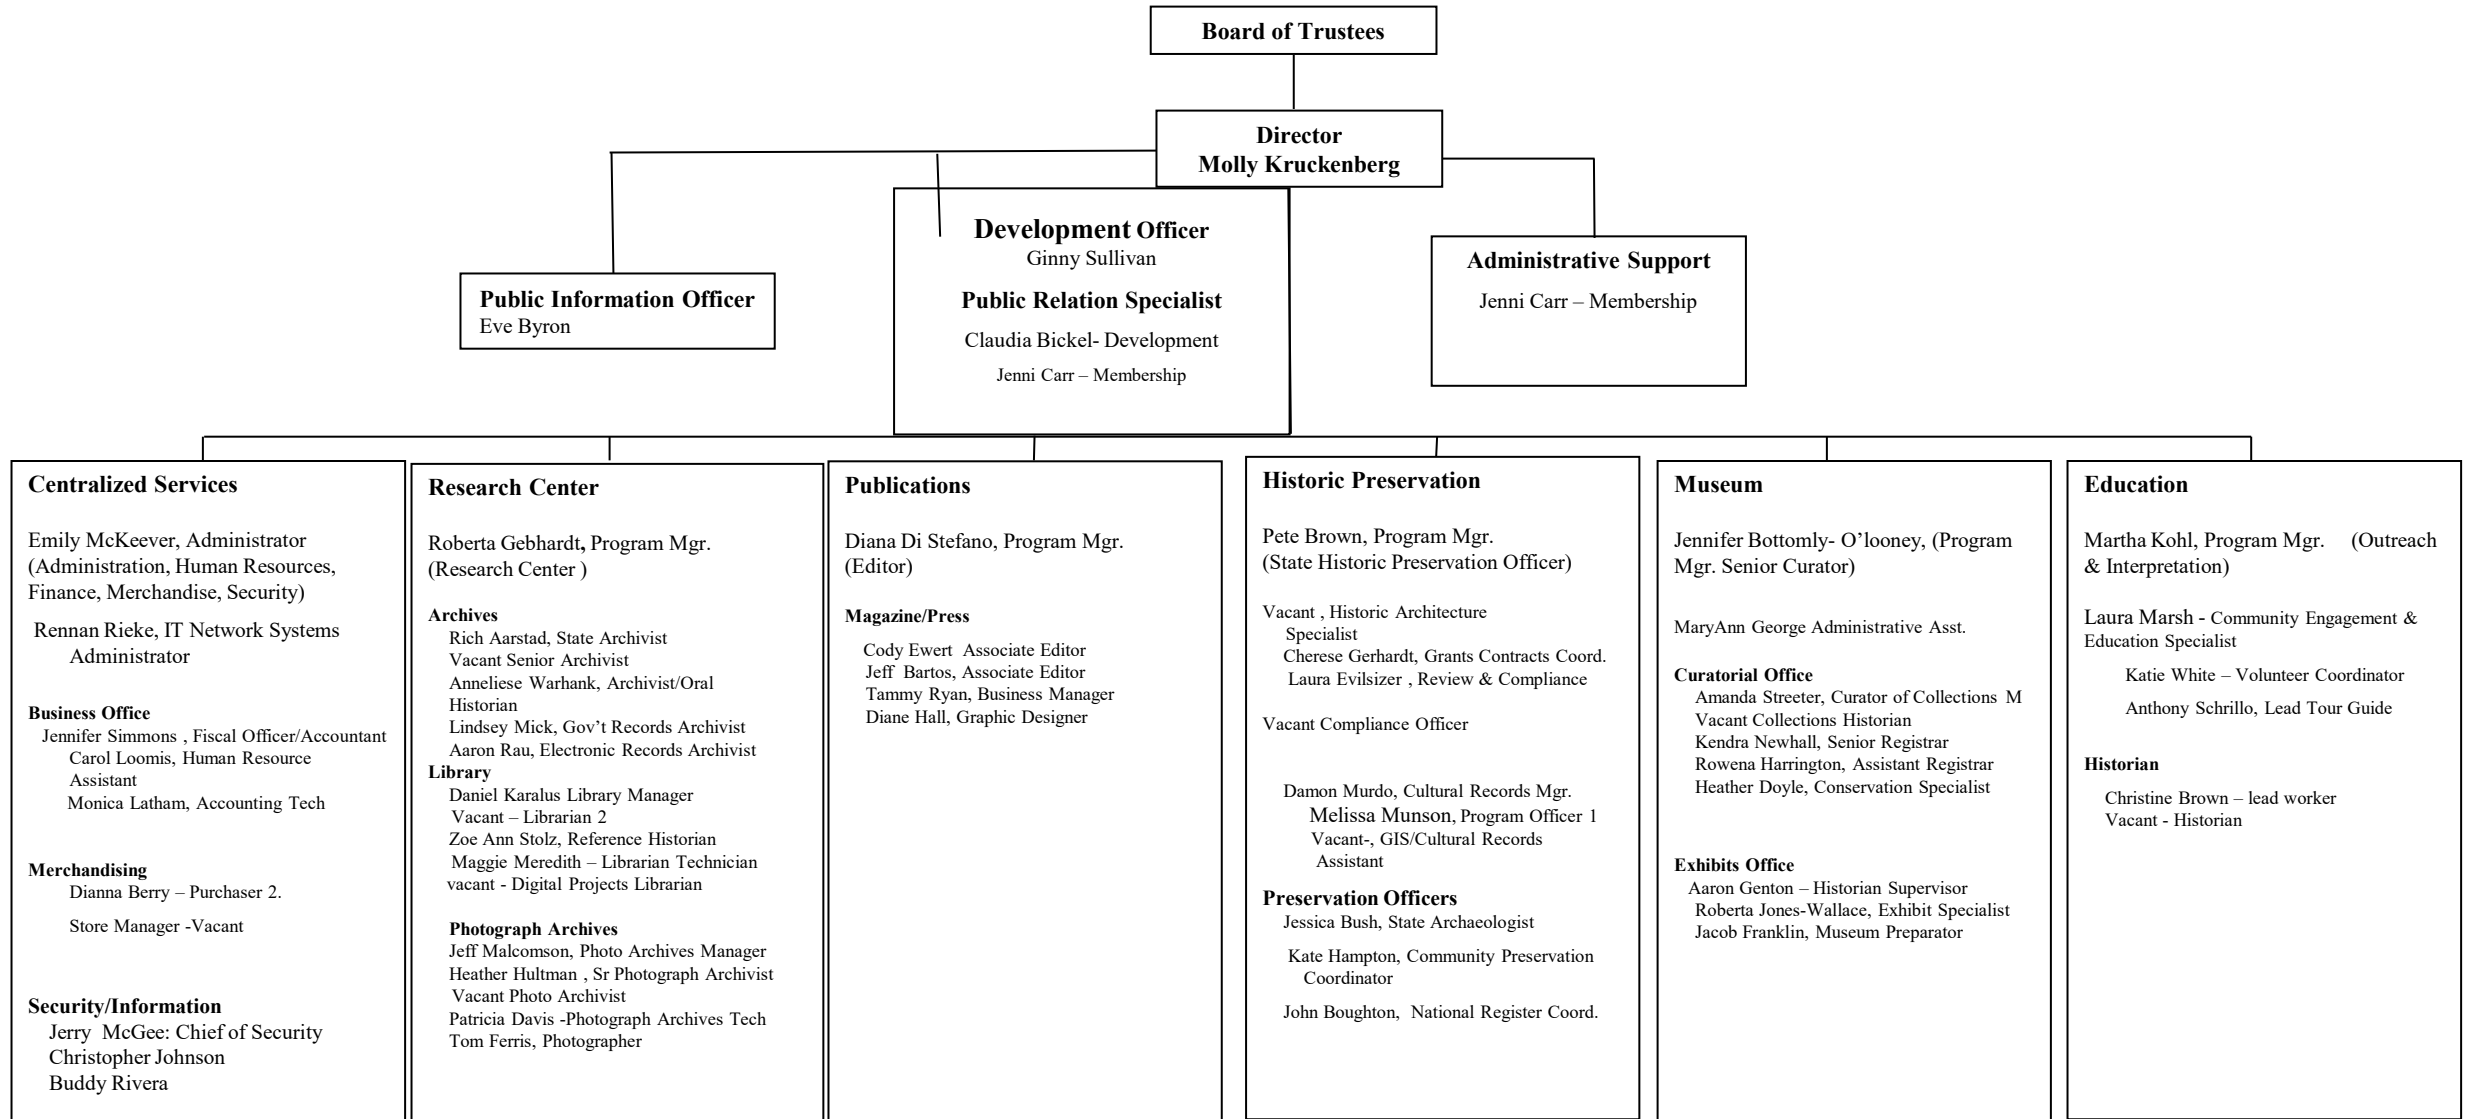 Board of Trustees
Director
Molly Kruckenberg
Development Officer
Ginny Sullivan
Public Relation Specialist
Claudia Bickel- Development
Jenni Carr – Membership
Public Information Officer
Eve Byron
Administrative Support
Jenni Carr – Membership
Centralized Services
Emily McKeever, Administrator
(Administration, Human Resources,
Finance, Merchandise, Security)
Rennan Rieke, IT Network Systems
Administrator
Business Office
Jennifer Simmons , Fiscal Officer/Accountant
Carol Loomis, Human Resource
Assistant
Monica Latham, Accounting Tech
Merchandising
Dianna Berry – Purchaser 2.
Store Manager -Vacant
Security/Information
Jerry McGee: Chief of Security
Christopher Johnson
Buddy Rivera
Research Center
Roberta Gebhardt, Program Mgr.
(Research Center )
Archives
Rich Aarstad, State Archivist
Vacant Senior Archivist
Anneliese Warhank, Archivist/Oral
Historian
Lindsey Mick, Gov’t Records Archivist
Aaron Rau, Electronic Records Archivist
Library
Daniel Karalus Library Manager
Vacant – Librarian 2
Zoe Ann Stolz, Reference Historian
Maggie Meredith – Librarian Technician
vacant - Digital Projects Librarian
Photograph Archives
Jeff Malcomson, Photo Archives Manager
Heather Hultman , Sr Photograph Archivist
Vacant Photo Archivist
Patricia Davis -Photograph Archives Tech
Tom Ferris, Photographer
Publications
Diana Di Stefano, Program Mgr.
(Editor)
Magazine/Press
Cody Ewert Associate Editor
Jeff Bartos, Associate Editor
Tammy Ryan, Business Manager
Diane Hall, Graphic Designer
Historic Preservation
Pete Brown, Program Mgr.
(State Historic Preservation Officer)
Vacant , Historic Architecture
Specialist
Cherese Gerhardt, Grants Contracts Coord.
Laura Evilsizer , Review & Compliance
Vacant Compliance Officer
Damon Murdo, Cultural Records Mgr.
Melissa Munson, Program Officer 1
Vacant-, GIS/Cultural Records
Assistant
Preservation Officers
Jessica Bush, State Archaeologist
Kate Hampton, Community Preservation
Coordinator
John Boughton, National Register Coord.
Museum
Jennifer Bottomly- O’looney, (Program
Mgr. Senior Curator)
MaryAnn George Administrative Asst.
Curatorial Office
Amanda Streeter, Curator of Collections M
Vacant Collections Historian
Kendra Newhall, Senior Registrar
Rowena Harrington, Assistant Registrar
Heather Doyle, Conservation Specialist
Exhibits Office
Aaron Genton – Historian Supervisor
Roberta Jones-Wallace, Exhibit Specialist
Jacob Franklin, Museum Preparator
Education
Martha Kohl, Program Mgr. (Outreach
& Interpretation)
Laura Marsh - Community Engagement &
Education Specialist
Katie White – Volunteer Coordinator
Anthony Schrillo, Lead Tour Guide
Historian
Christine Brown – lead worker
Vacant - Historian